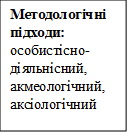 Методологічні
підходи:
особистісно-
діяльнісний,
акмеологічний,
аксіологічний